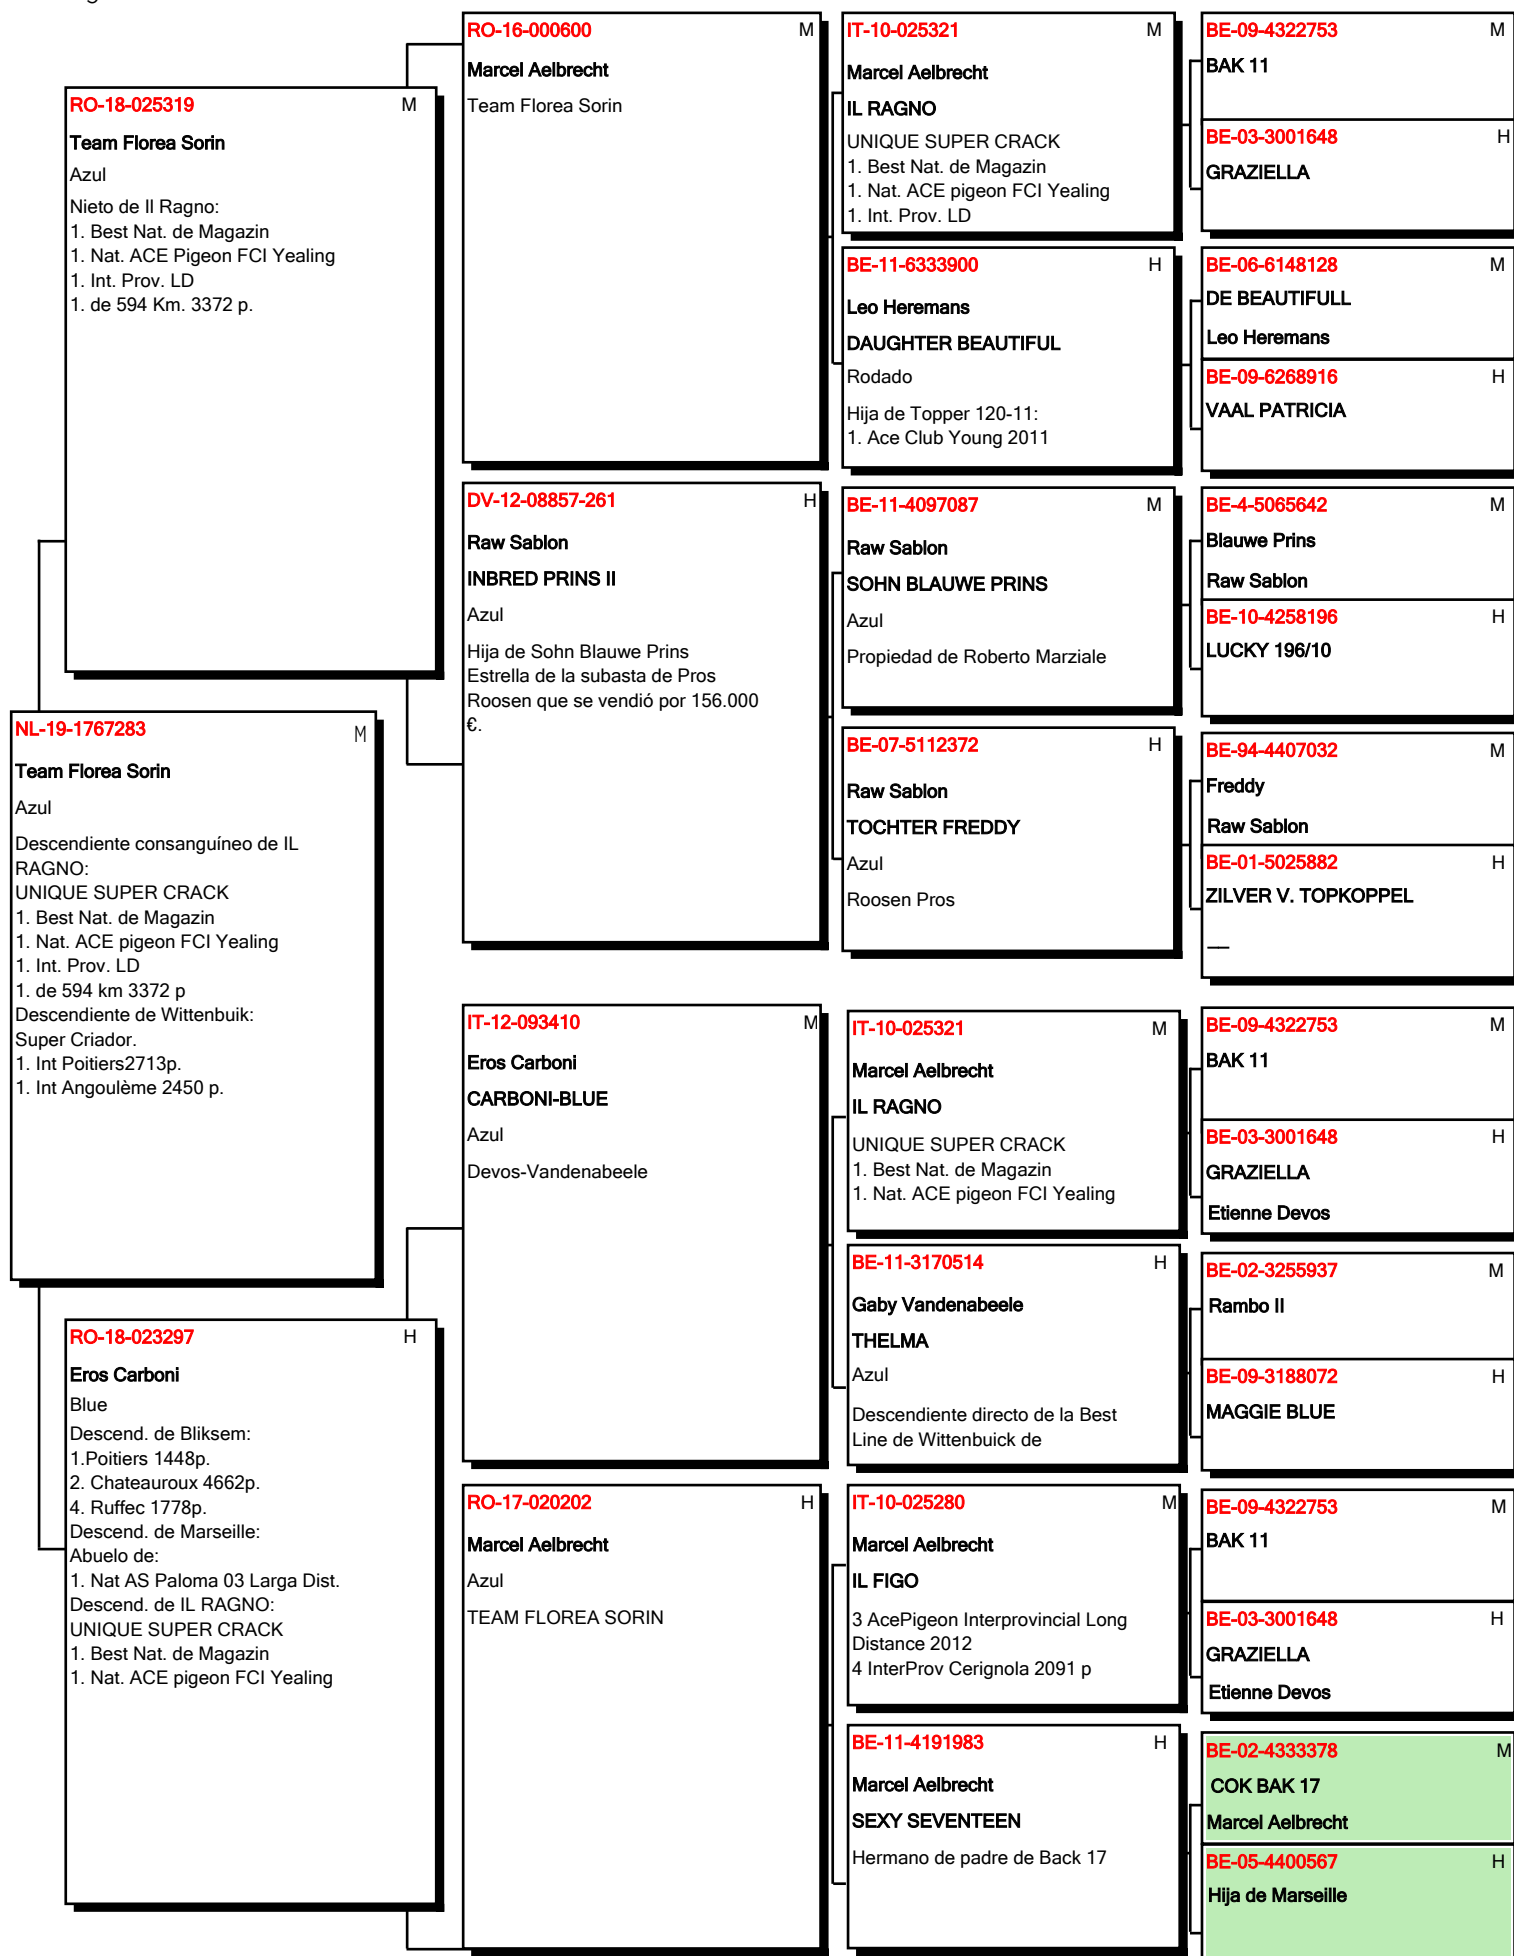 NL-19-1767283 M
Team Florea Sorin
Azul
Descendiente consanguíneo de IL
RAGNO:
UNIQUE SUPER CRACK
1. Best Nat. de Magazin
1. Nat. ACE pigeon FCI Yealing
1. Int. Prov. LD
1. de 594 km 3372 p
Descendiente de Wittenbuik:
Super Criador.
1. Int Poitiers2713p.
1. Int Angoulème 2450 p.
RO-18-025319 M
Team Florea Sorin
Azul
Nieto de Il Ragno:
1. Best Nat. de Magazin
1. Nat. ACE Pigeon FCI Yealing
1. Int. Prov. LD
1. de 594 Km. 3372 p.
RO-18-023297 H
Eros Carboni
Blue
Descend. de Bliksem:
1.Poitiers 1448p.
2. Chateauroux 4662p.
4. Ruffec 1778p.
Descend. de Marseille:
Abuelo de:
1. Nat AS Paloma 03 Larga Dist.
Descend. de IL RAGNO:
UNIQUE SUPER CRACK
1. Best Nat. de Magazin
1. Nat. ACE pigeon FCI Yealing
RO-16-000600 M
Marcel Aelbrecht
Team Florea Sorin
DV-12-08857-261 H
Raw Sablon
INBRED PRINS II
Azul
Hija de Sohn Blauwe Prins
Estrella de la subasta de Pros
Roosen que se vendió por 156.000
€.
IT-12-093410 M
Eros Carboni
CARBONI-BLUE
Azul
Devos-Vandenabeele
RO-17-020202 H
Marcel Aelbrecht
Azul
TEAM FLOREA SORIN
IT-10-025321 M
Marcel Aelbrecht
IL RAGNO
UNIQUE SUPER CRACK
1. Best Nat. de Magazin
1. Nat. ACE pigeon FCI Yealing
1. Int. Prov. LD
BE-11-6333900 H
Leo Heremans
DAUGHTER BEAUTIFUL
Rodado
Hija de Topper 120-11:
1. Ace Club Young 2011
BE-11-4097087 M
Raw Sablon
SOHN BLAUWE PRINS
Azul
Propiedad de Roberto Marziale
BE-07-5112372 H
Raw Sablon
TOCHTER FREDDY
Azul
Roosen Pros
IT-10-025321 M
Marcel Aelbrecht
IL RAGNO
UNIQUE SUPER CRACK
1. Best Nat. de Magazin
1. Nat. ACE pigeon FCI Yealing
BE-11-3170514 H
Gaby Vandenabeele
THELMA
Azul
Descendiente directo de la Best
Line de Wittenbuick de
IT-10-025280 M
Marcel Aelbrecht
IL FIGO
3 AcePigeon Interprovincial Long
Distance 2012
4 InterProv Cerignola 2091 p
BE-11-4191983 H
Marcel Aelbrecht
SEXY SEVENTEEN
Hermano de padre de Back 17
BE-09-4322753 M
BAK 11
BE-03-3001648 H
GRAZIELLA
BE-06-6148128 M
DE BEAUTIFULL
Leo Heremans
BE-09-6268916 H
VAAL PATRICIA
BE-4-5065642 M
Blauwe Prins
Raw Sablon
BE-10-4258196 H
LUCKY 196/10
BE-94-4407032 M
Freddy
Raw Sablon
BE-01-5025882 H
ZILVER V. TOPKOPPEL
__
BE-09-4322753 M
BAK 11
BE-03-3001648 H
GRAZIELLA
Etienne Devos
BE-02-3255937 M
Rambo II
BE-09-3188072 H
MAGGIE BLUE
BE-09-4322753 M
BAK 11
BE-03-3001648 H
GRAZIELLA
Etienne Devos
BE-02-4333378 M
COK BAK 17
Marcel Aelbrecht
BE-05-4400567 H
Hija de Marseille